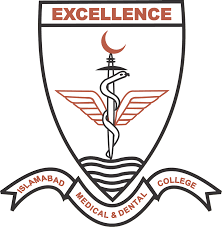 EXCELLENCE
ISLAMABAD MEDICAL & DENTAL COLLEGE